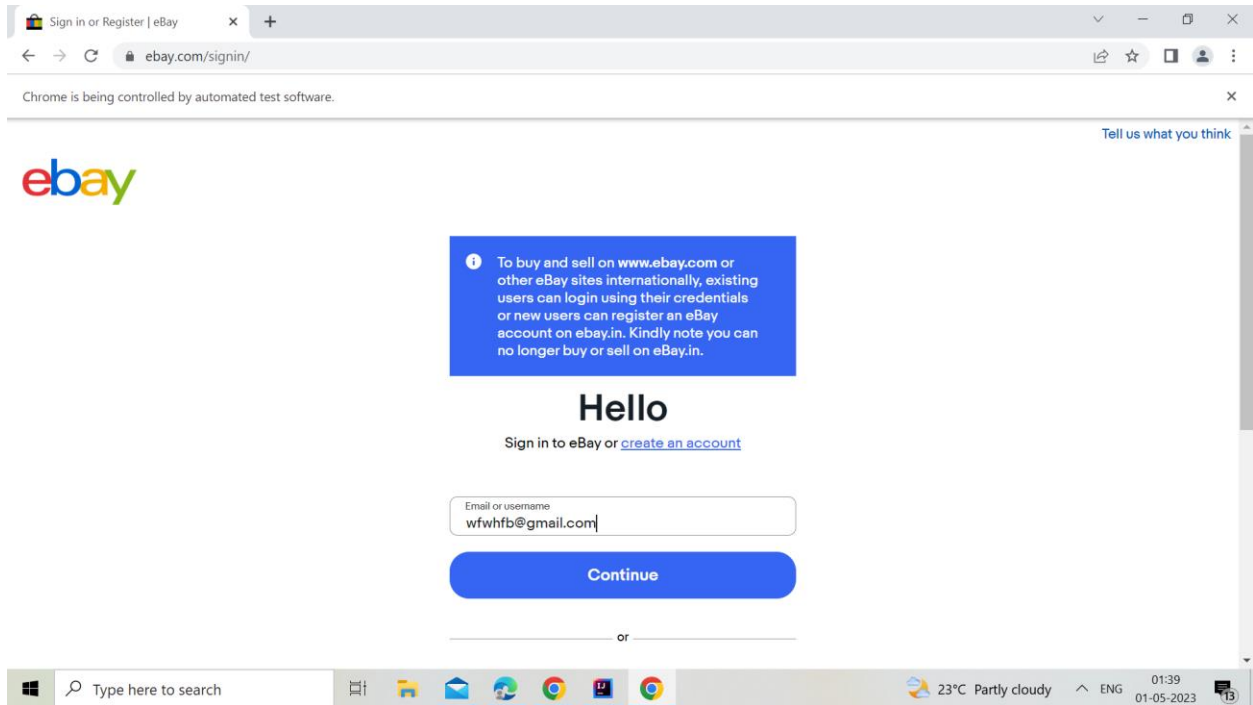 Sign in or Register | eBay
ebay.com/signin/
Chrome is being controlled by automated test software.
Tell us what you think
ebay
To buy and sell on www.ebay.com or
other eBay sites internationally, existing
users can login using their credentials
or new users can register an eBay
account on ebay.in. Kindly note you can
no longer buy or sell on eBay.in.
Hello
Sign in to eBay or create an account
Email or username
wfwhfb@gmail.com
Continue
or
Type here to search
23°C Partly cloudy
ENG
01:39
01-05-2023
13